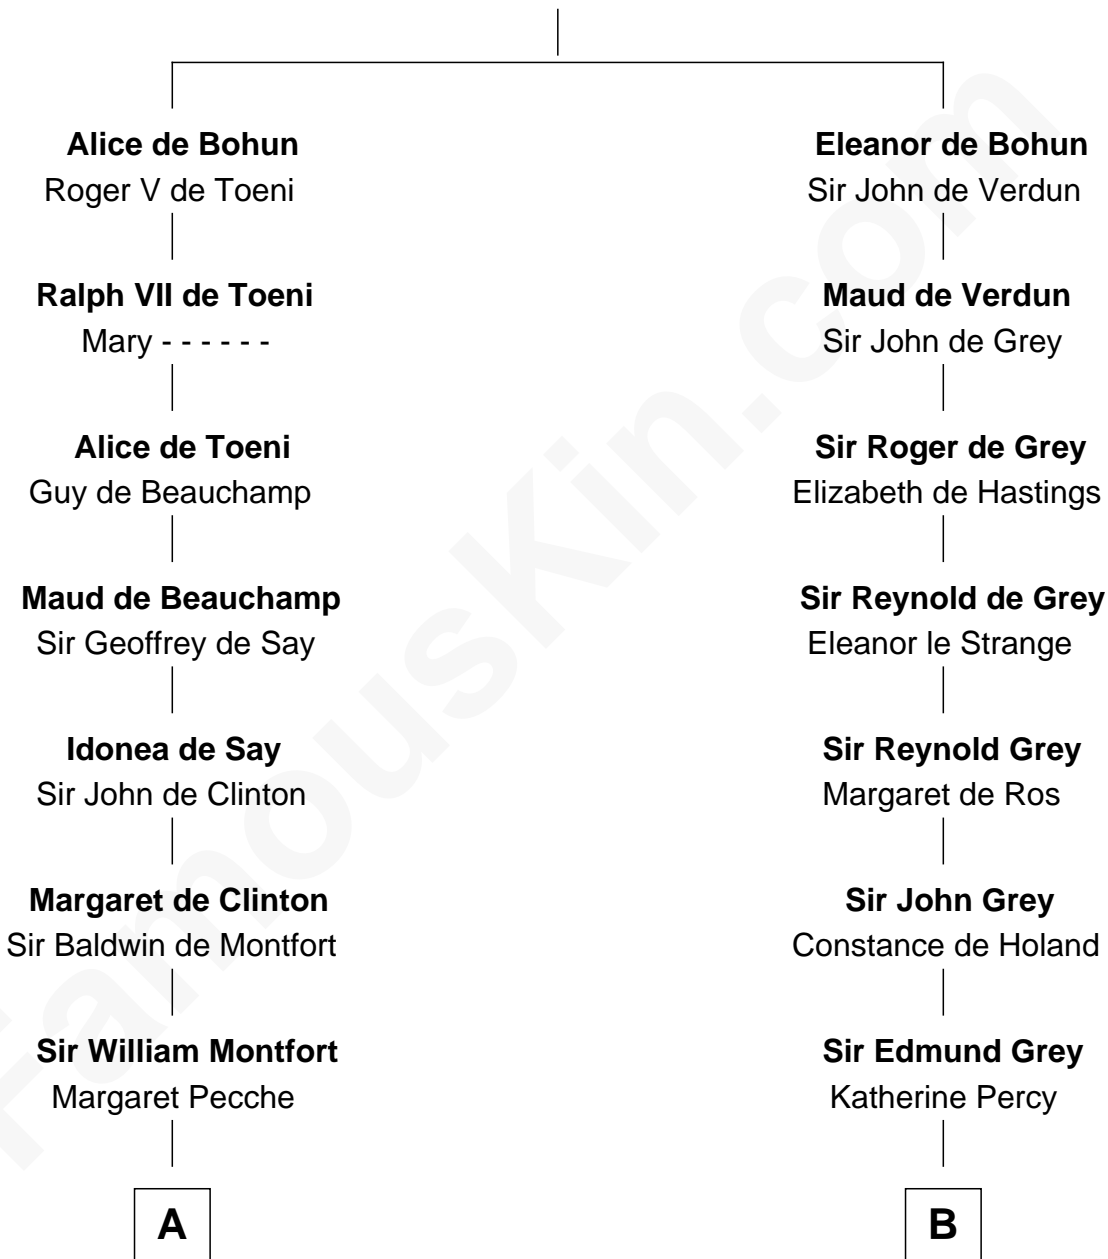 Alice de Bohun
Roger V de Toeni
Ralph VII de Toeni
Mary - - - - - -
Alice de Toeni
Guy de Beauchamp
Maud de Beauchamp
Sir Geoffrey de Say
Idonea de Say
Sir John de Clinton
Margaret de Clinton
Sir Baldwin de Montfort
Sir William Montfort
Margaret Pecche
A
Eleanor de Bohun
Sir John de Verdun
Maud de Verdun
Sir John de Grey
Sir Roger de Grey
Elizabeth de Hastings
Sir Reynold de Grey
Eleanor le Strange
Sir Reynold Grey
Margaret de Ros
Sir John Grey
Constance de Holand
Sir Edmund Grey
Katherine Percy
B
FamousKin.com